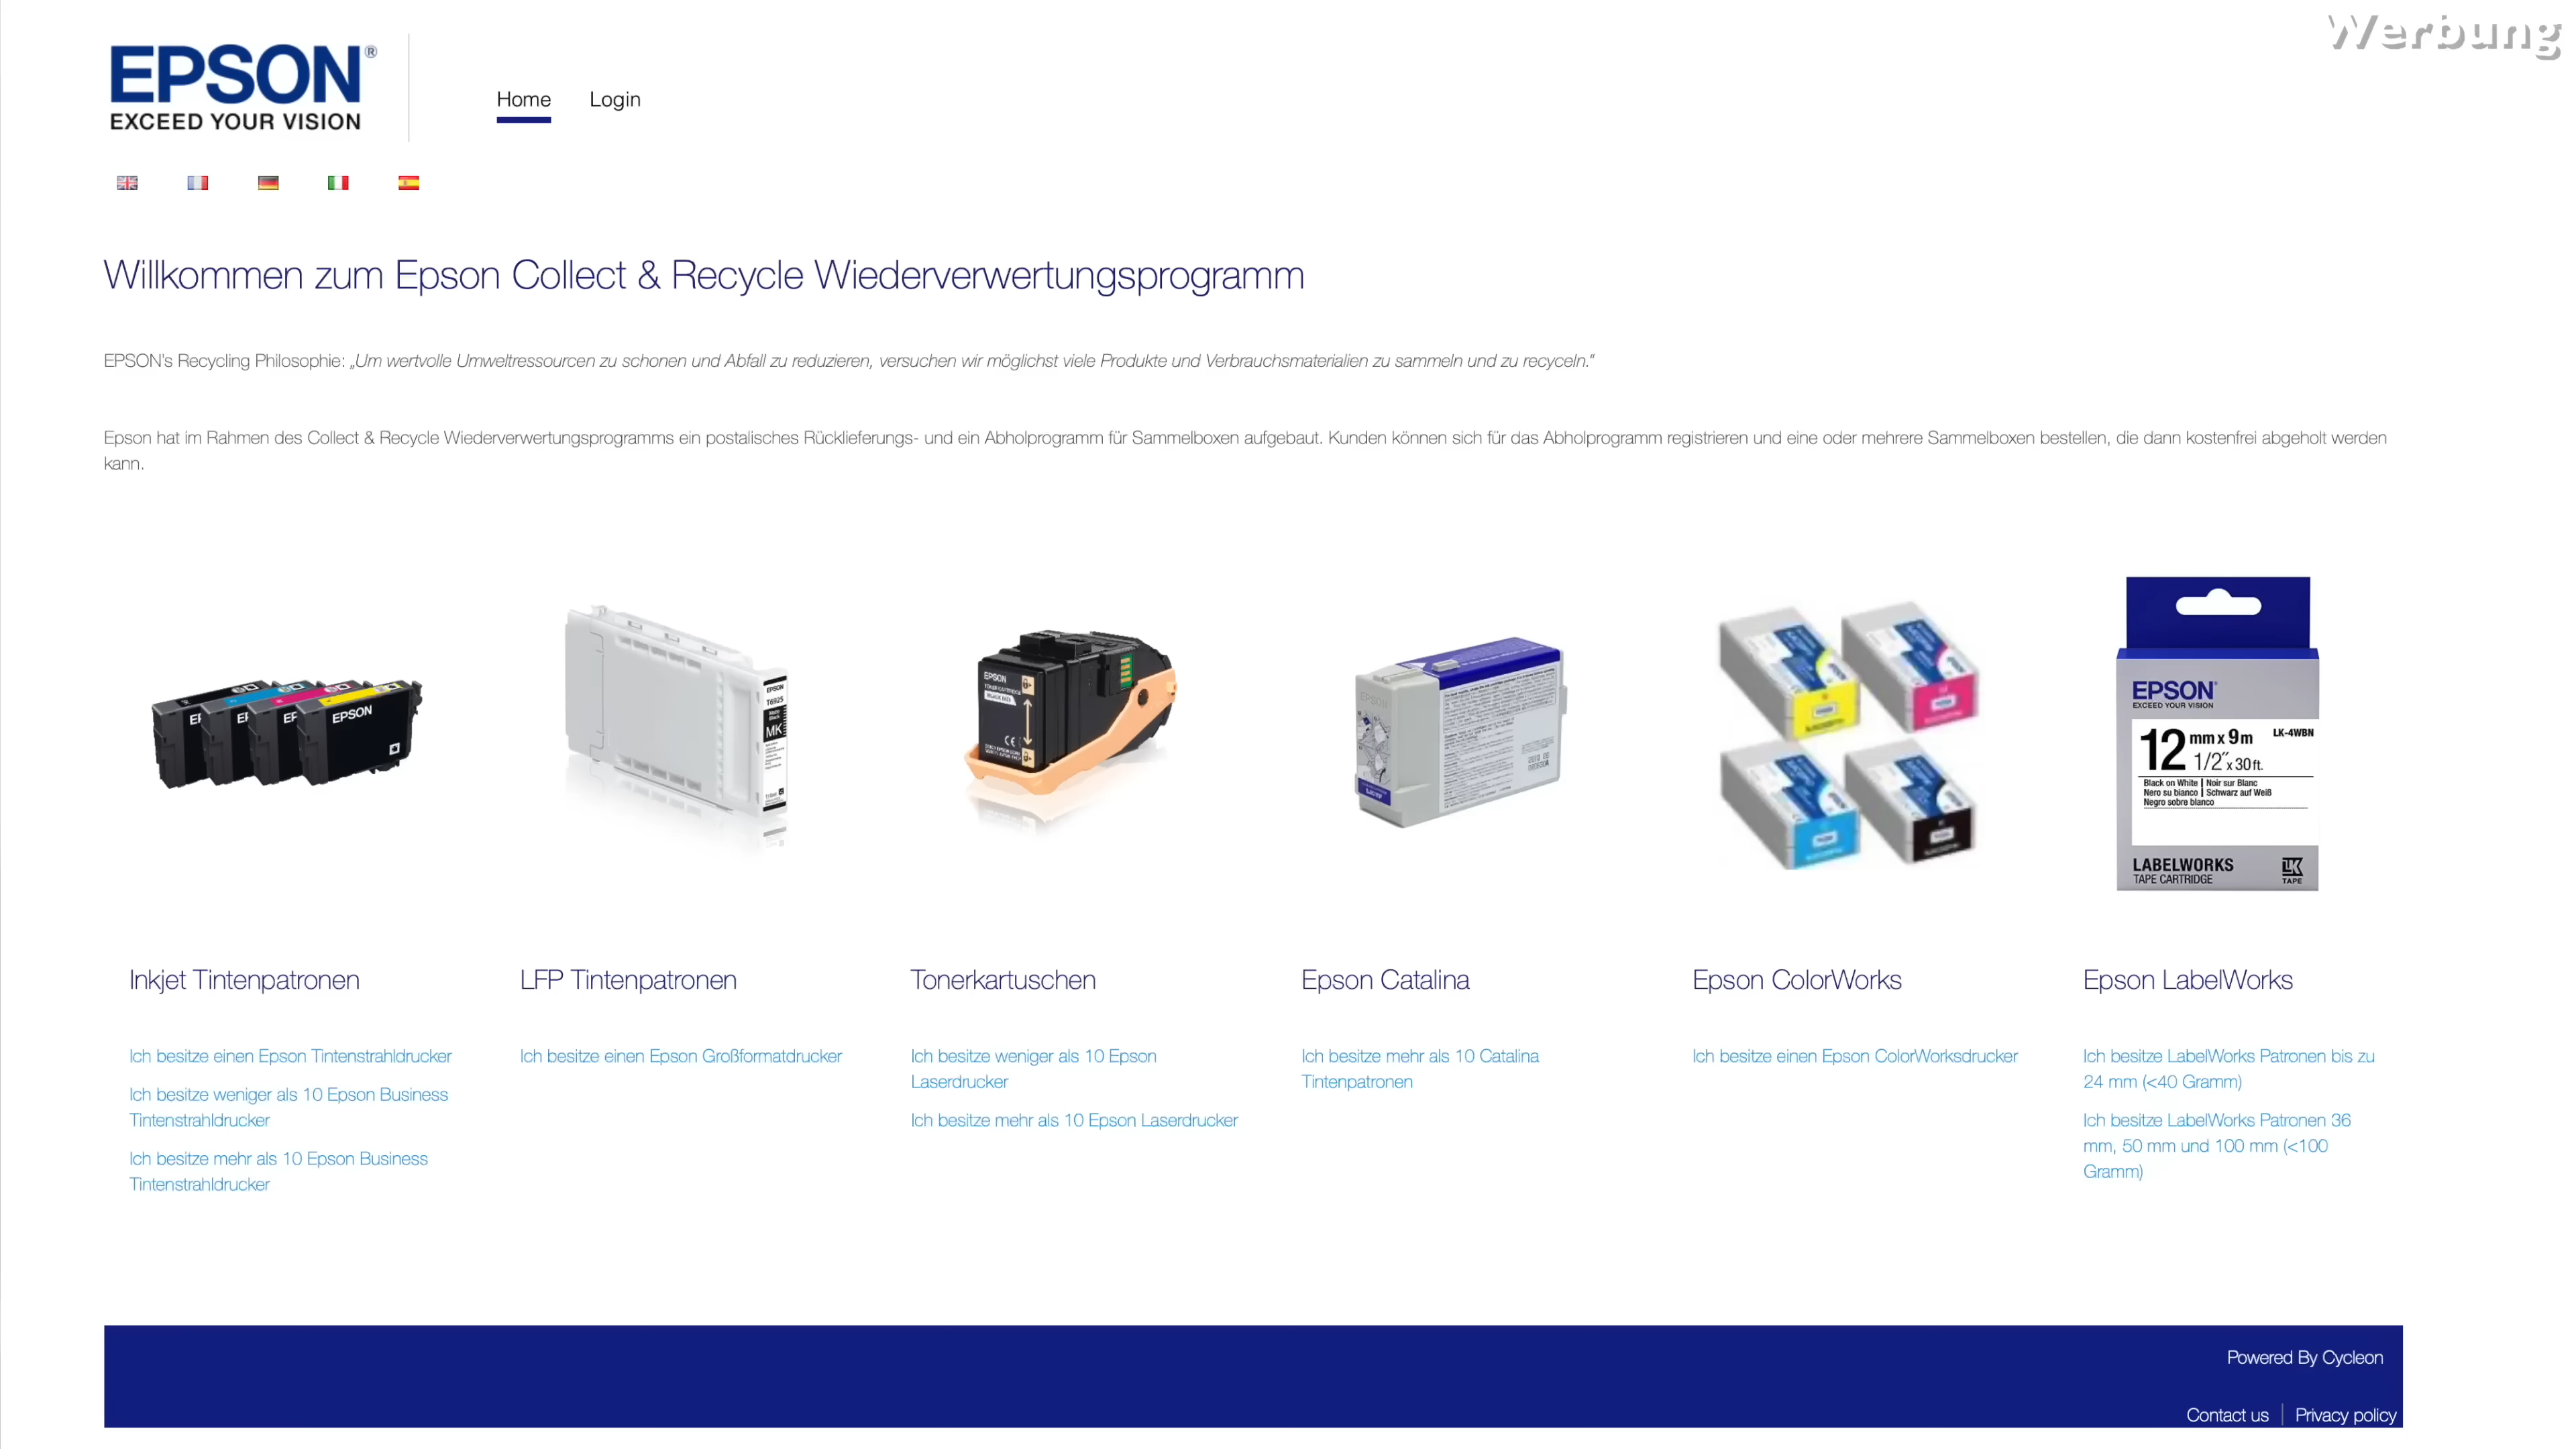 Werbung
EPSON®
EXCEED YOUR VISION
Home
Login
Willkommen zum Epson Collect & Recycle Wiederverwertungsprogramm
EPSON's Recycling Philosophie: „Um wertvolle Umweltressourcen zu schonen und Abfall zu reduzieren, versuchen wir möglichst viele Produkte und Verbrauchsmaterialien zu sammeln und zu recyceln."
Epson hat im Rahmen des Collect & Recycle Wiederverwertungsprogramms ein postalisches Rücklieferungs- und ein Abholprogramm für Sammelboxen aufgebaut. Kunden können sich für das Abholprogramm registrieren und eine oder mehrere Sammelboxen bestellen, die dann kostenfrei abgeholt werden
kann.
EPSON
EPSON
T6925
MK
EPSON
EPSON
EPSON
EXCEED YOUR VISION
12 mm x 9 m
LK-4WBN
1/2" x 30 ft.
Black on White | Noir sur Blanc
Nero su bianco | Schwarz auf Weiß
Negro sobre blanco
LABELWORKS
TAPE CARTRIDGE
LK
TAPE
Inkjet Tintenpatronen
Ich besitze einen Epson Tintenstrahldrucker
Ich besitze weniger als 10 Epson Business
Tintenstrahldrucker
Ich besitze mehr als 10 Epson Business
Tintenstrahldrucker
LFP Tintenpatronen
Ich besitze einen Epson Großformatdrucker
Tonerkartuschen
Ich besitze weniger als 10 Epson
Laserdrucker
Ich besitze mehr als 10 Epson Laserdrucker
Epson Catalina
Ich besitze mehr als 10 Catalina
Tintenpatronen
Epson ColorWorks
Ich besitze einen Epson ColorWorksdrucker
Epson LabelWorks
Ich besitze LabelWorks Patronen bis zu
24 mm (<40 Gramm)
Ich besitze LabelWorks Patronen 36
mm, 50 mm und 100 mm (<100
Gramm)
Powered By Cycleon
Contact us | Privacy policy